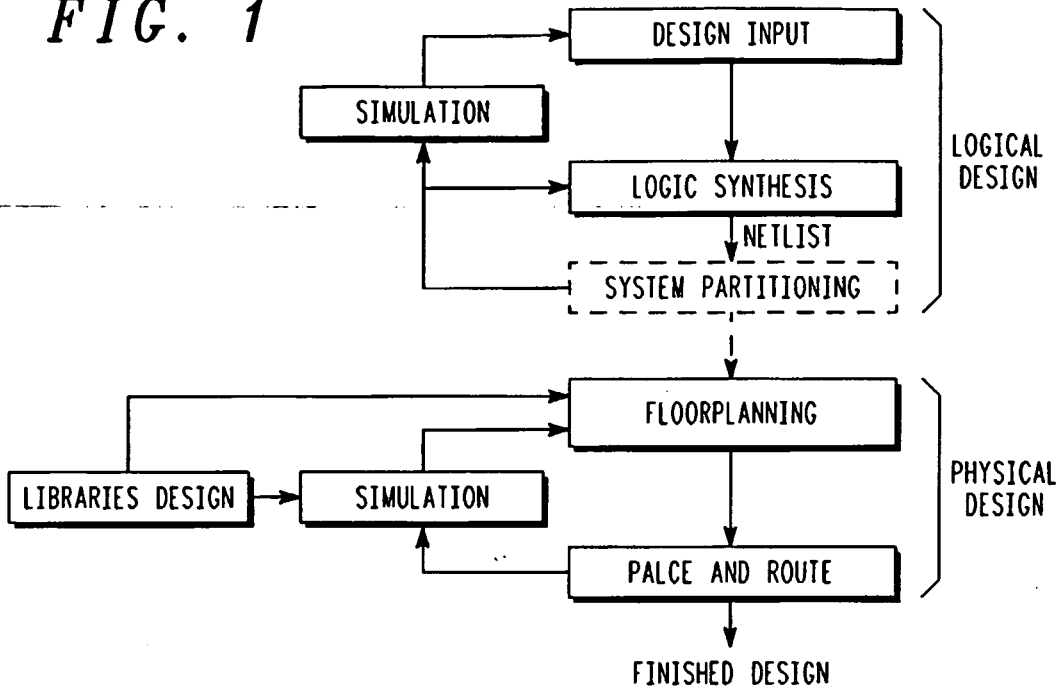 FIG. 1
DESIGN INPUT
SIMULATION
LOGICAL
DESIGN
LOGIC SYNTHESIS
NETLIST
SYSTEM PARTITIONING
FLOORPLANNING
LIBRARIES DESIGN
SIMULATION
PHYSICAL
DESIGN
PALCE AND ROUTE
FINISHED DESIGN